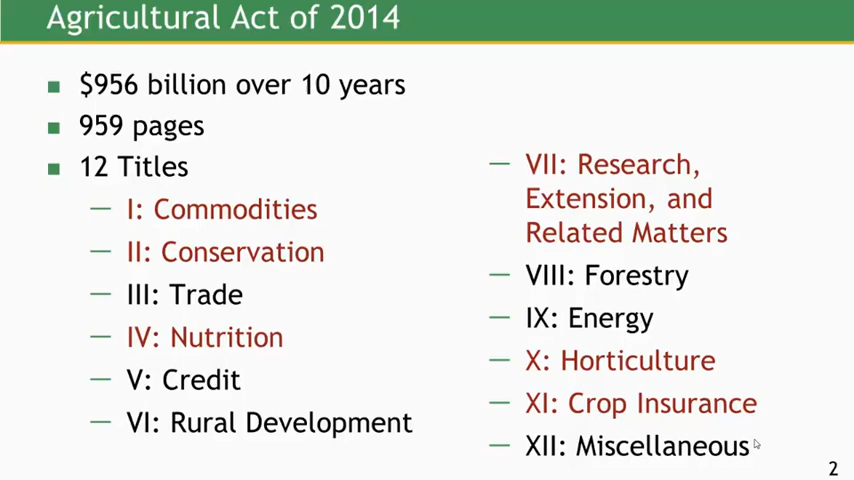 Agricultural Act of 2014
$956 billion over 10 years
959 pages
12 Titles
I: Commodities
II: Conservation
III: Trade
IV: Nutrition
V: Credit
VI: Rural Development
VII: Research,
Extension, and
Related Matters
VIII: Forestry
IX: Energy
X: Horticulture
XI: Crop Insurance
XII: Miscellaneous
2